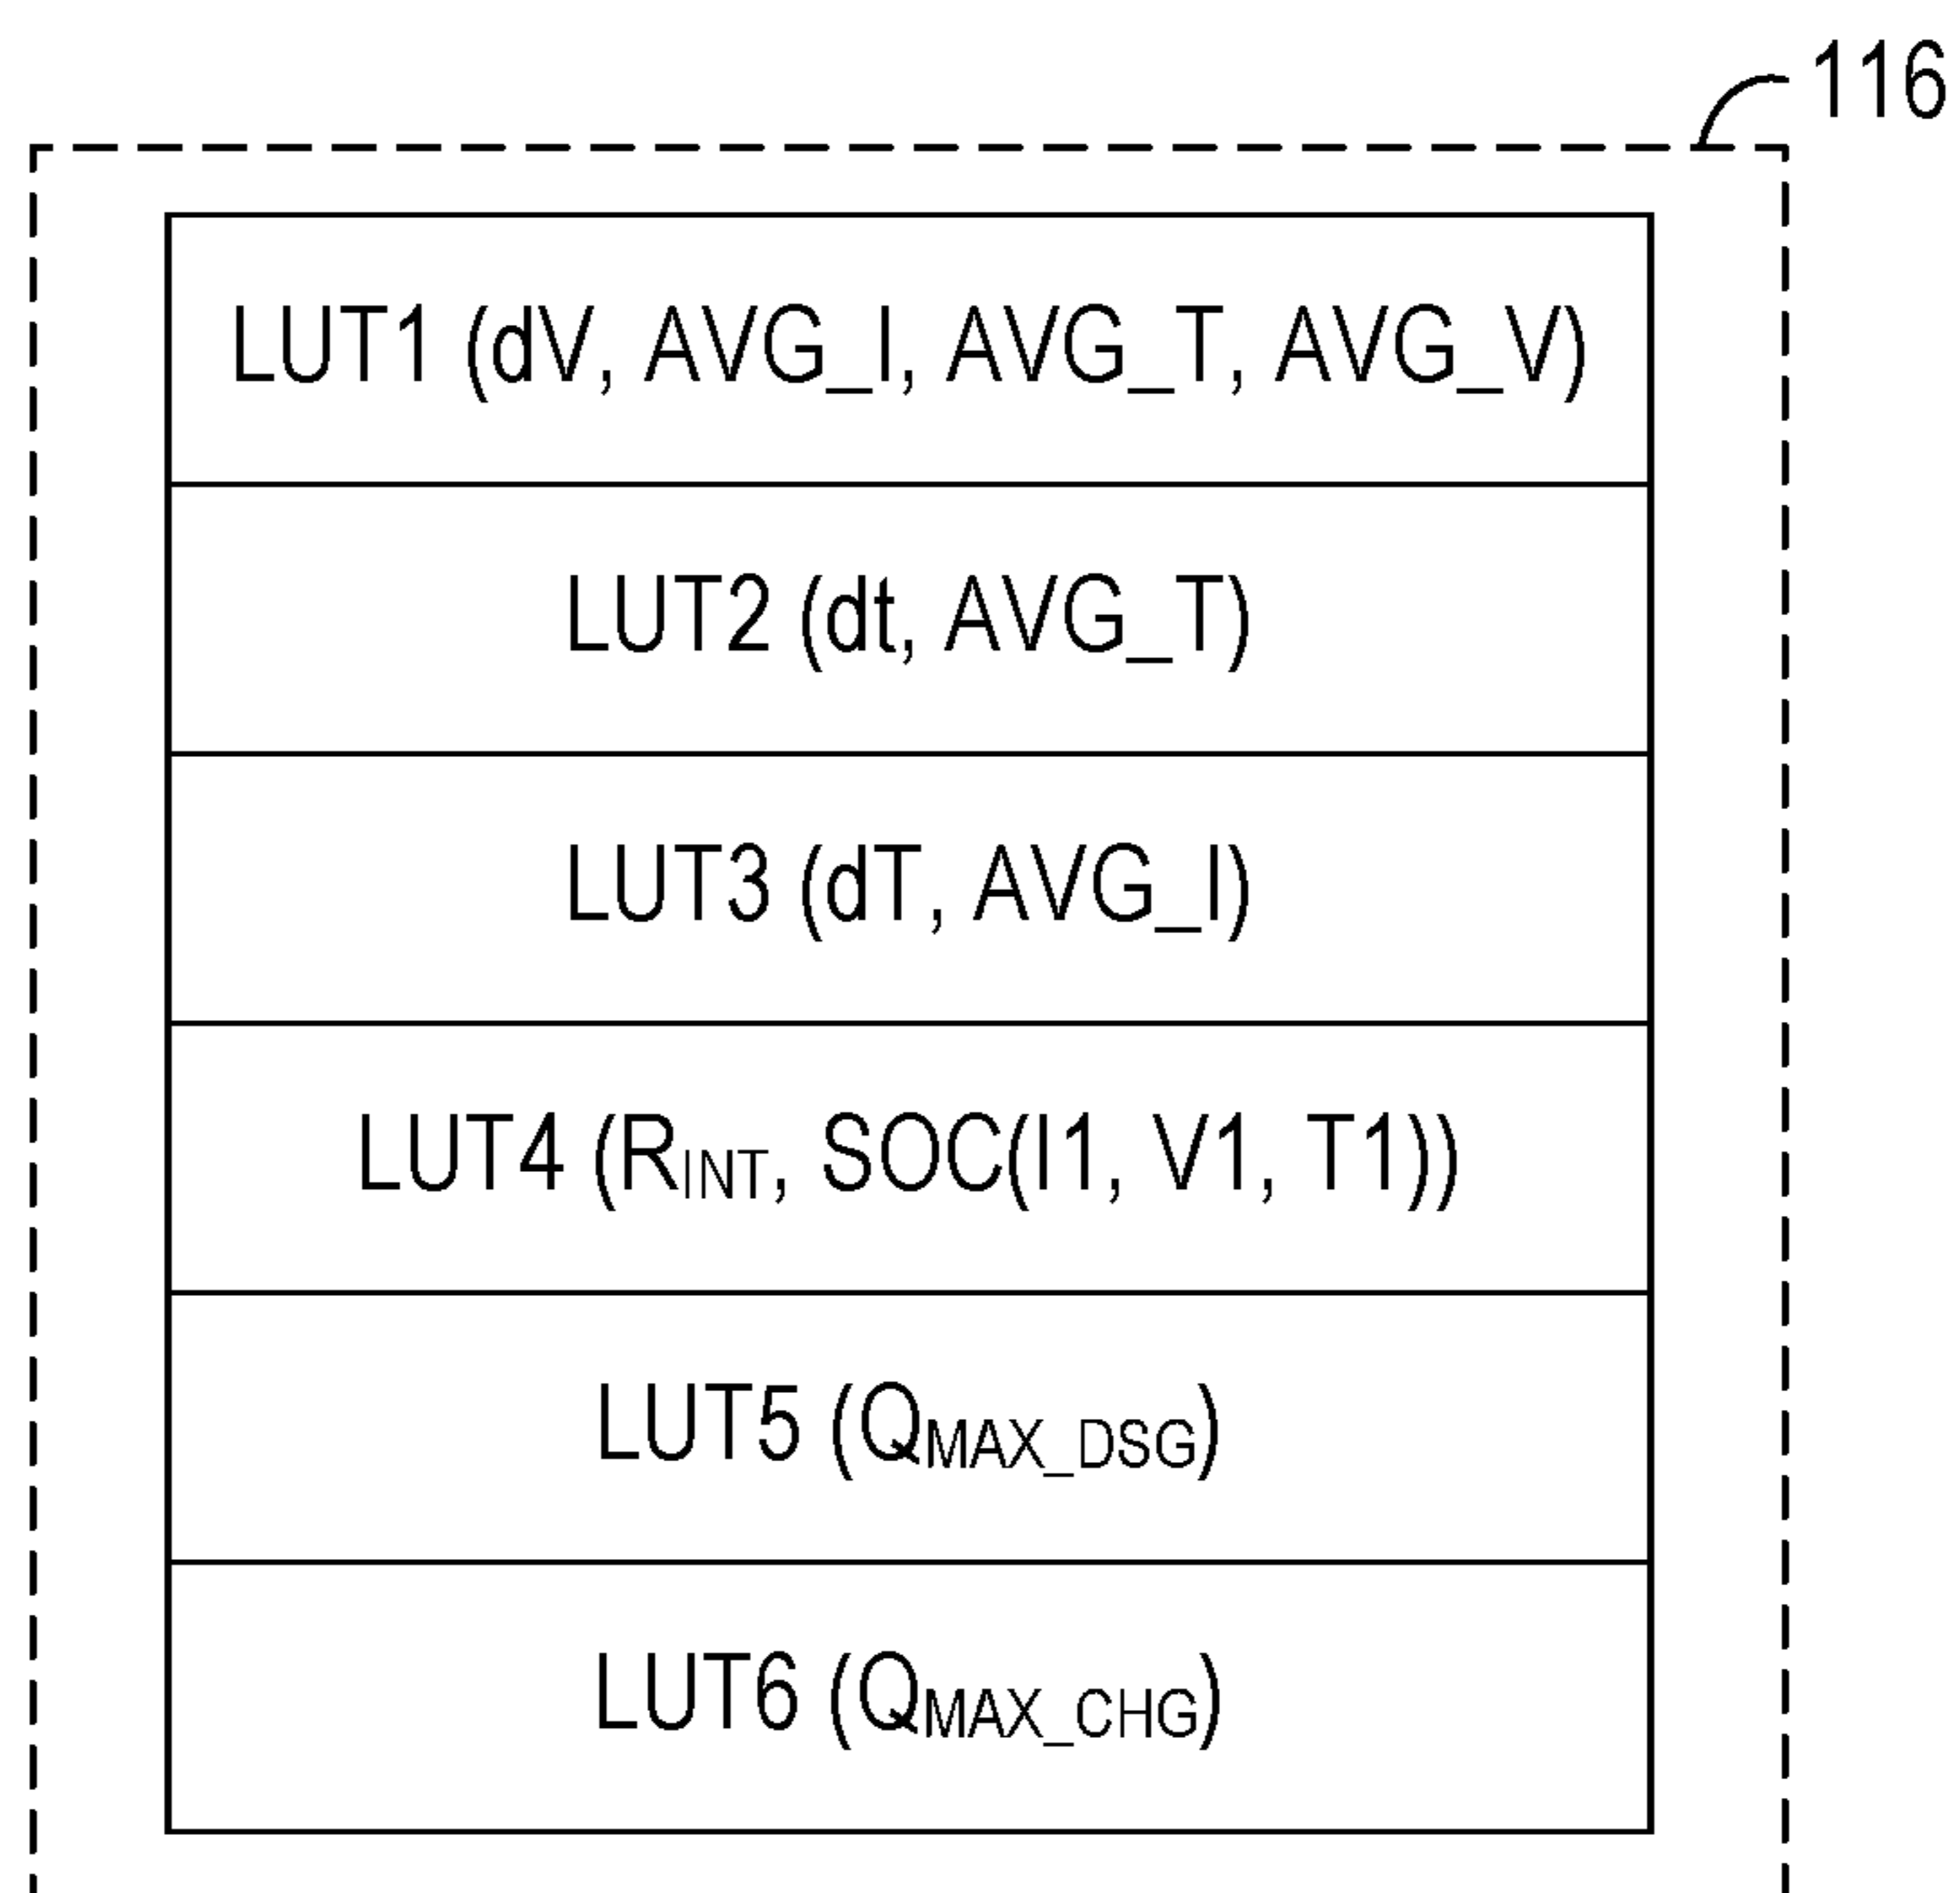 116
LUT1 (dV, AVG_I, AVG_T, AVG_V)
LUT2 (dt, AVG_T)
LUT3 (dT, AVG_I)
LUT4 (RINT, SOC(I1, V1, T1))
LUT5 (QMAX_DSG)
LUT6 (QMAX_CHG)